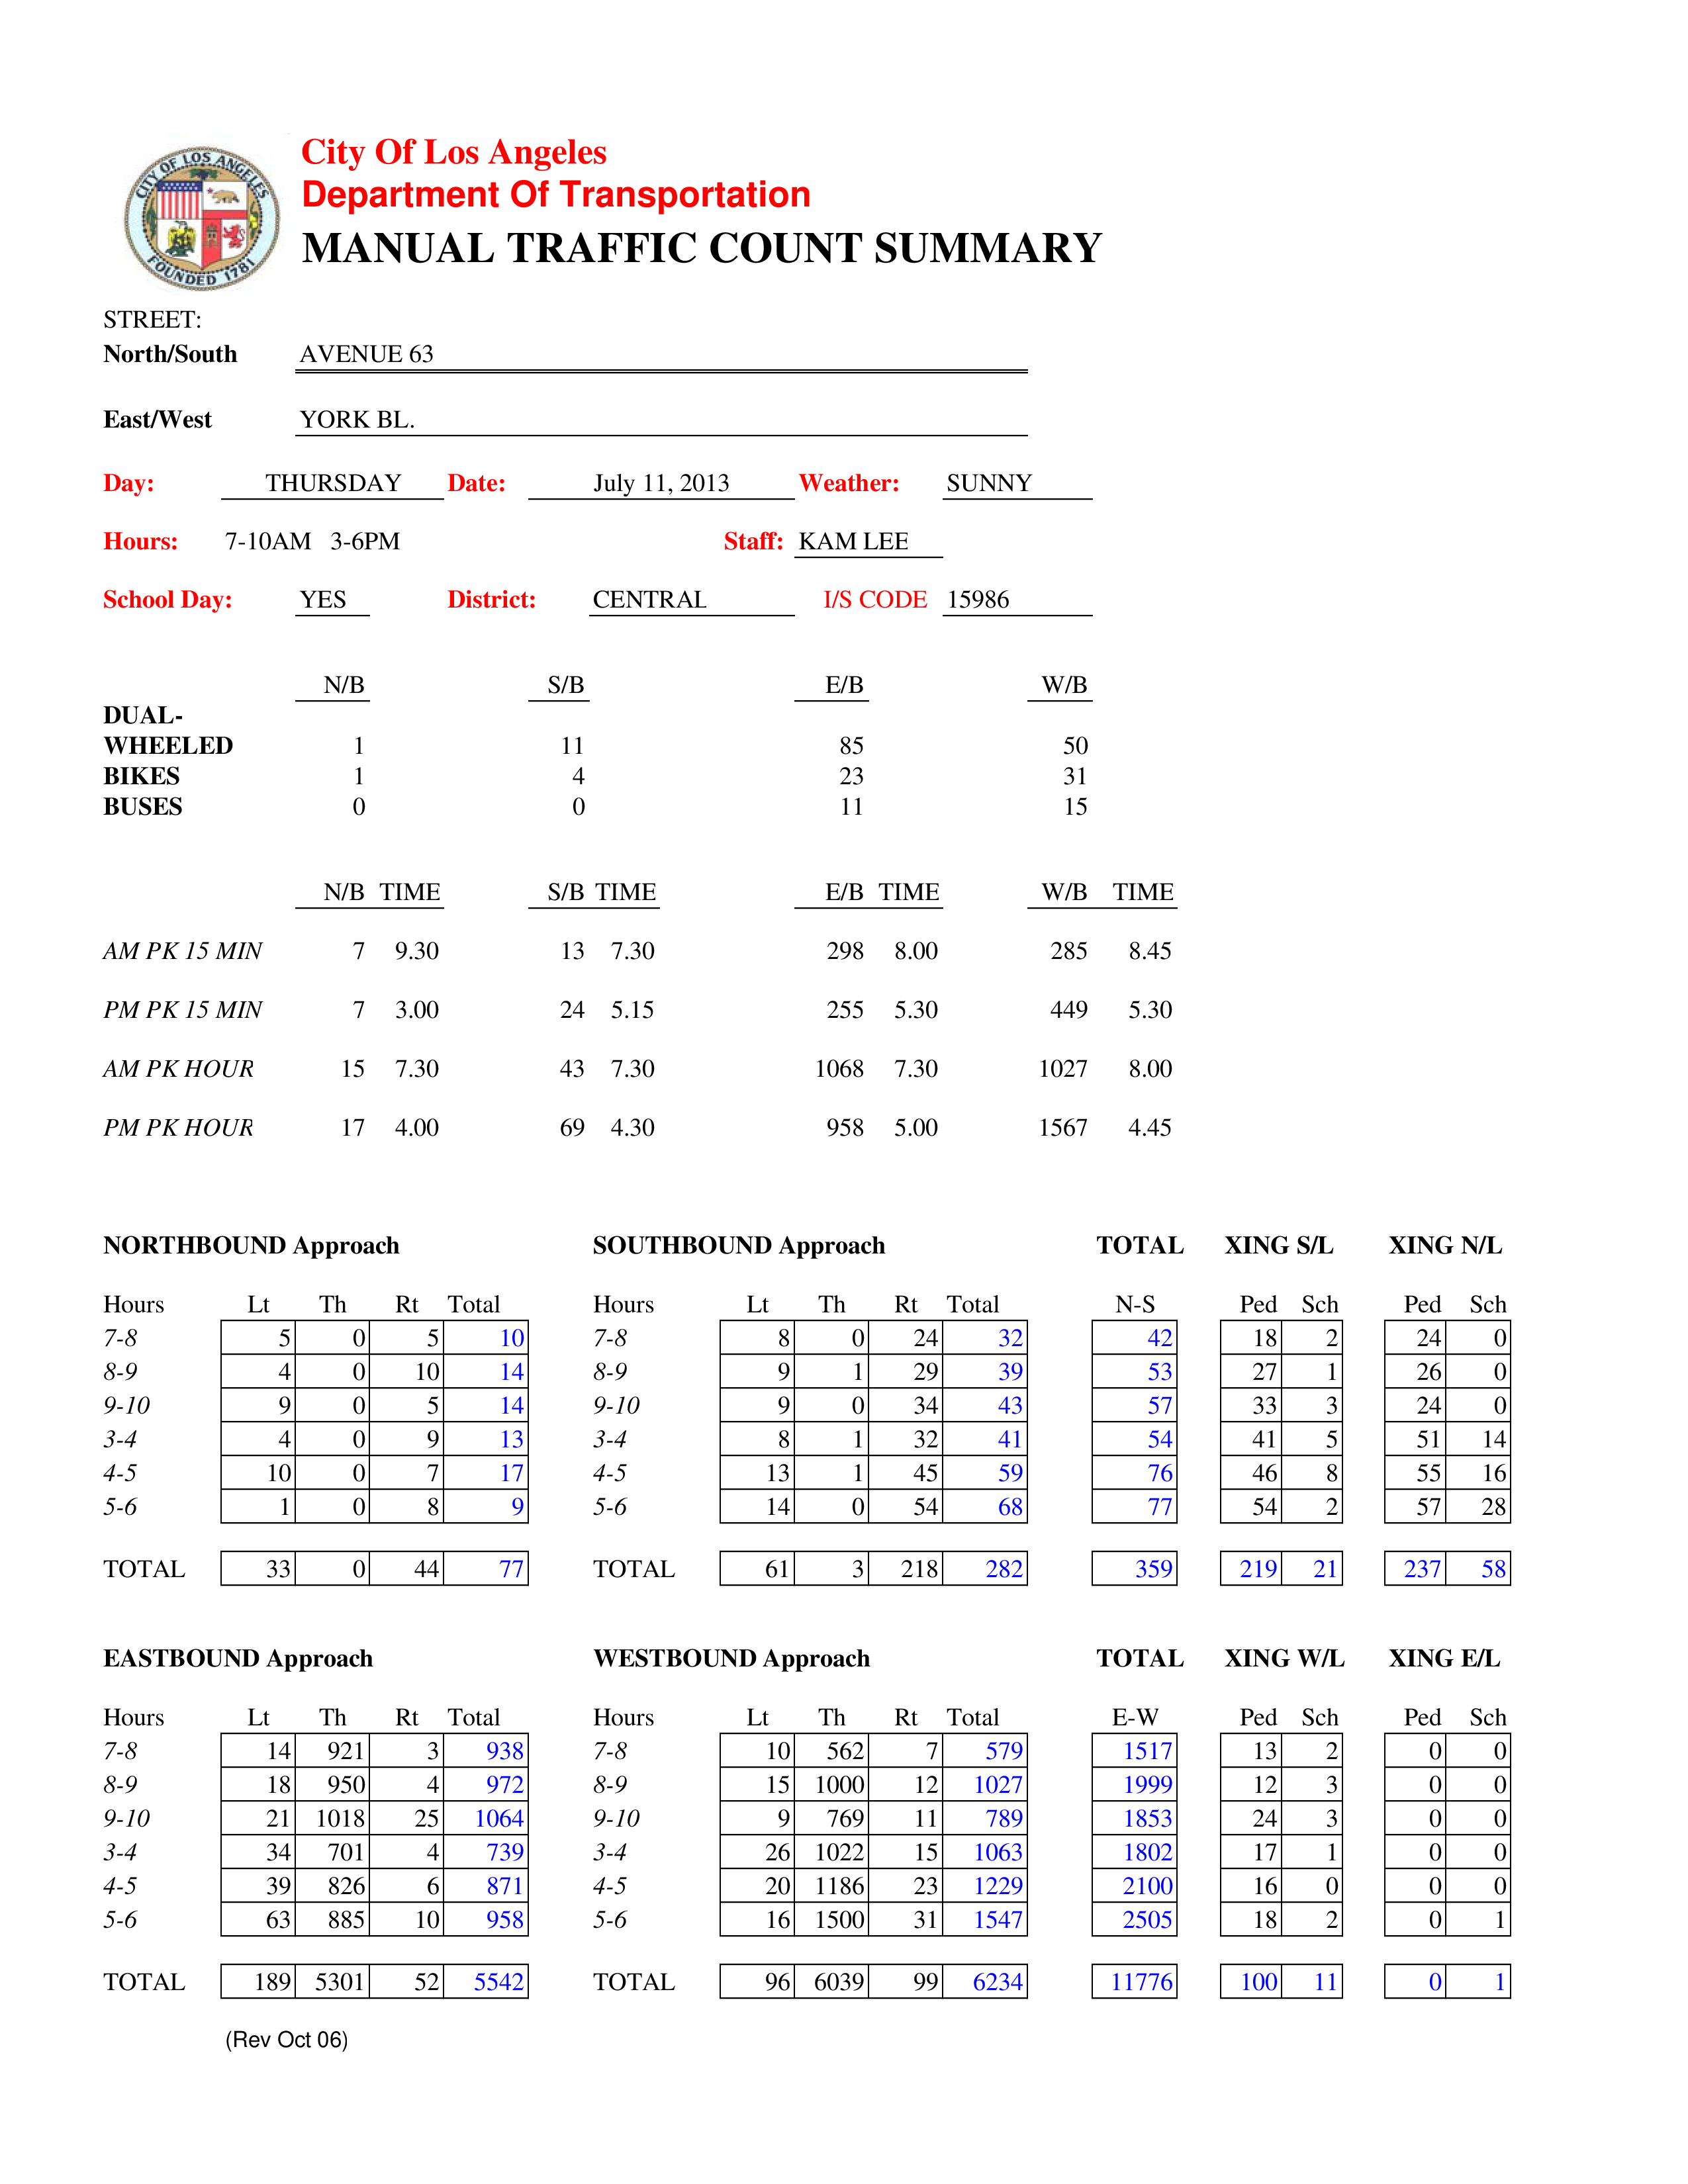 CITY OF LOS ANGELES
FOUNDED 1781
City Of Los Angeles
Department Of Transportation
MANUAL TRAFFIC COUNT SUMMARY
STREET:
North/South AVENUE 63
East/West YORK BL.
Day: THURSDAY Date: July 11, 2013 Weather: SUNNY
Hours: 7-10AM 3-6PM Staff: KAM LEE
School Day: YES District: CENTRAL I/S CODE 15986
N/B S/B E/B W/B
DUAL-
WHEELED 1 11 85 50
BIKES 1 4 23 31
BUSES 0 0 11 15
N/B TIME S/B TIME E/B TIME W/B TIME
AM PK 15 MIN 7 9.30 13 7.30 298 8.00 285 8.45
PM PK 15 MIN 7 3.00 24 5.15 255 5.30 449 5.30
AM PK HOUR 15 7.30 43 7.30 1068 7.30 1027 8.00
PM PK HOUR 17 4.00 69 4.30 958 5.00 1567 4.45
NORTHBOUND Approach SOUTHBOUND Approach TOTAL XING S/L XING N/L
Hours Lt Th Rt Total Hours Lt Th Rt Total N-S Ped Sch Ped Sch
7-8 5 0 5 10 7-8 8 0 24 32 42 18 2 24 0
8-9 4 0 10 14 8-9 9 1 29 39 53 27 1 26 0
9-10 9 0 5 14 9-10 9 0 34 43 57 33 3 24 0
3-4 4 0 9 13 3-4 8 1 32 41 54 41 5 51 14
4-5 10 0 7 17 4-5 13 1 45 59 76 46 8 55 16
5-6 1 0 8 9 5-6 14 0 54 68 77 54 2 57 28
TOTAL 33 0 44 77 TOTAL 61 3 218 282 359 219 21 237 58
EASTBOUND Approach WESTBOUND Approach TOTAL XING W/L XING E/L
Hours Lt Th Rt Total Hours Lt Th Rt Total E-W Ped Sch Ped Sch
7-8 14 921 3 938 7-8 10 562 7 579 1517 13 2 0 0
8-9 18 950 4 972 8-9 15 1000 12 1027 1999 12 3 0 0
9-10 21 1018 25 1064 9-10 9 769 11 789 1853 24 3 0 0
3-4 34 701 4 739 3-4 26 1022 15 1063 1802 17 1 0 0
4-5 39 826 6 871 4-5 20 1186 23 1229 2100 16 0 0 0
5-6 63 885 10 958 5-6 16 1500 31 1547 2505 18 2 0 1
TOTAL 189 5301 52 5542 TOTAL 96 6039 99 6234 11776 100 11 0 1
(Rev Oct 06)